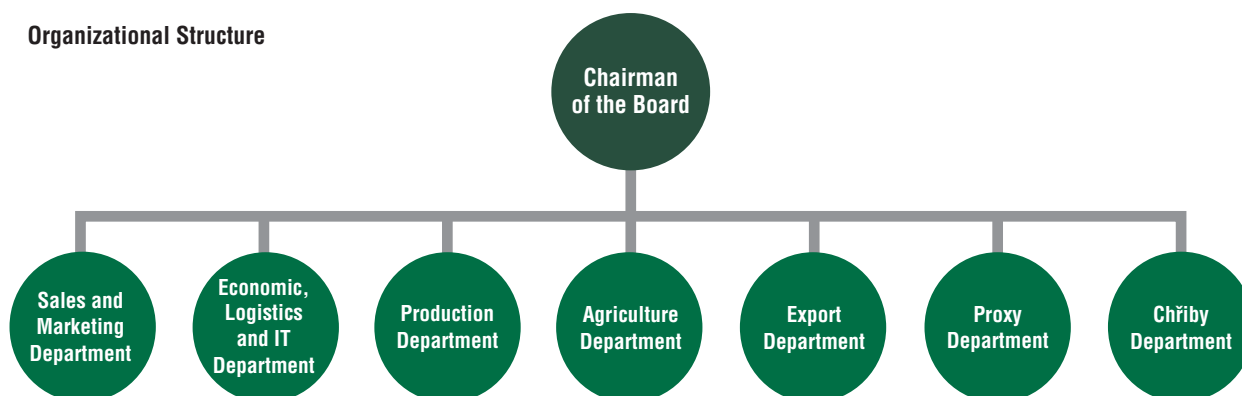 Organizational Structure
Chairman
of the Board
Sales and
Marketing
Department
Economic,
Logistics
and IT
Department
Production
Department
Agriculture
Department
Export
Department
Proxy
Department
Chřiby
Department